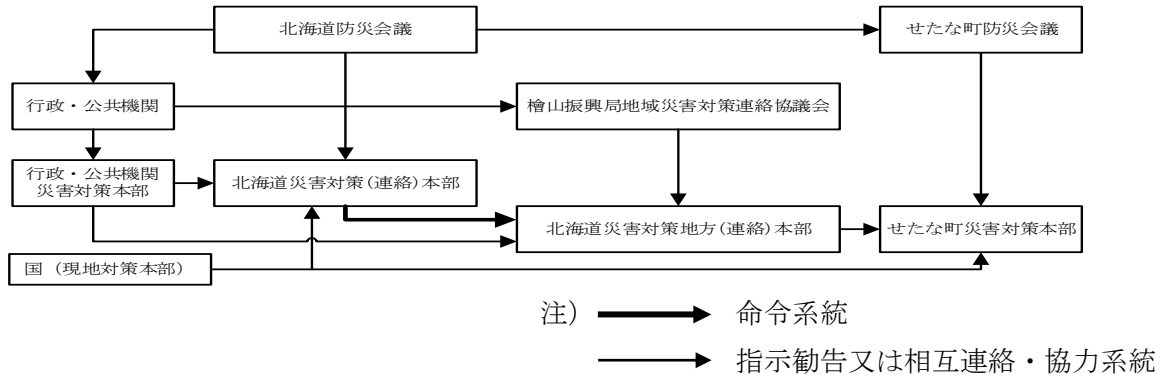 北海道防災会議
せたな町防災会議
行政・公共機関
檜山振興局地域災害対策連絡協議会
行政・公共機関
災害対策本部
北海道災害対策(連絡)本部
北海道災害対策地方(連絡)本部
せたな町災害対策本部
国(現地対策本部)
注) 命令系統
指示勧告又は相互連絡・協力系統